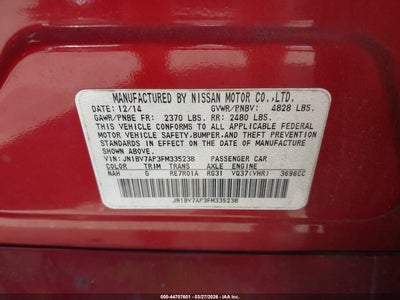 MANUFACTURED BY NISSAN MOTOR CO.,LTD.
DATE: 12/14 GVWR/PNBV: 4828 LBS.
GAWR/PNBE FR: 2370 LBS. RR: 2480 LBS.
THIS VEHICLE CONFORMS TO ALL APPLICABLE FEDERAL
MOTOR VEHICLE SAFETY,BUMPER,AND THEFT PREVENTION
STANDARDS IN EFFECT ON THE DATE OF MANUFACTURE
SHOWN ABOVE.
VIN: JN1BV7AP3FM335238 PASSENGER CAR
COLOR TRIM TRANS AXLE ENGINE
NAH G RE7R01A RG31 VQ37(VHR) 3696CC
JN1BV7AP3FM335238
(000-44707601 - 03/27/2026 - IAA, Inc.)